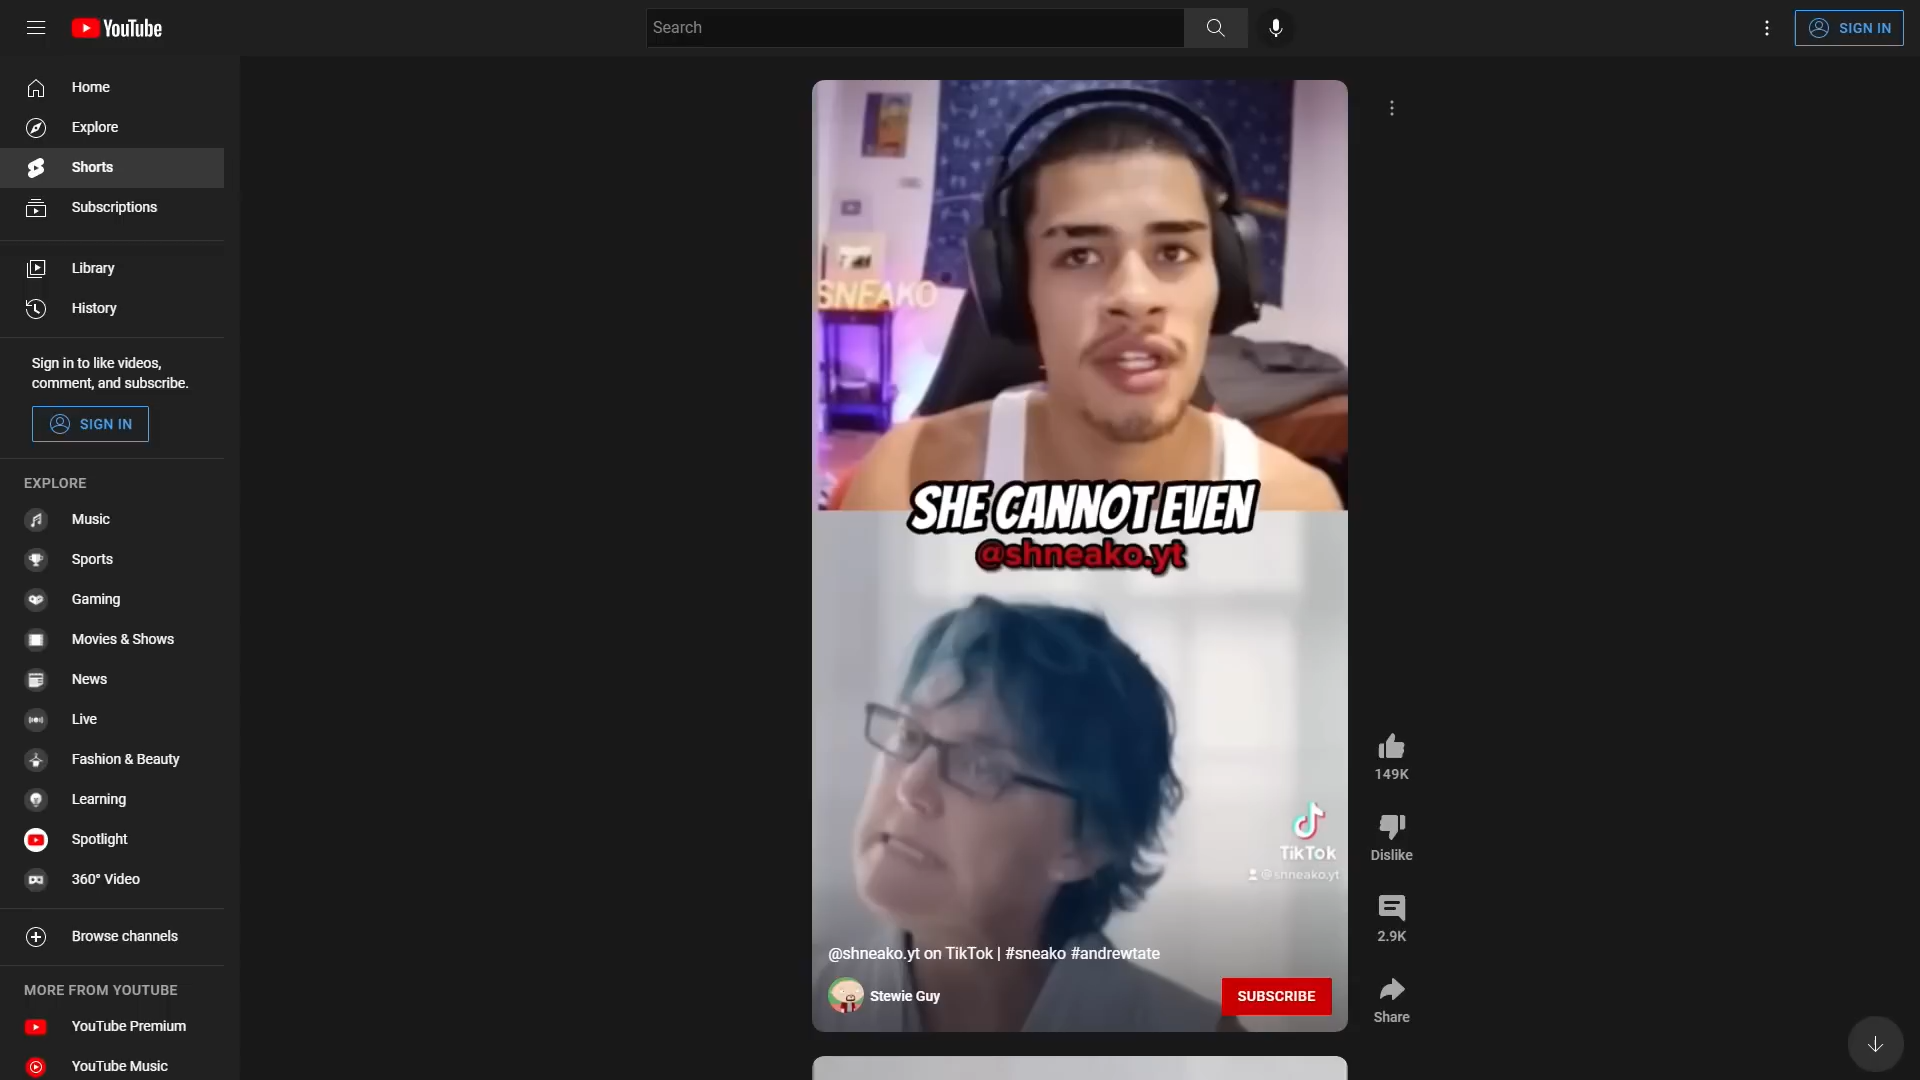 YouTube
Search
SIGN IN
Home
Explore
Shorts
Subscriptions
Library
History
Sign in to like videos,
comment, and subscribe.
SIGN IN
EXPLORE
Music
Sports
Gaming
Movies & Shows
News
Live
Fashion & Beauty
Learning
Spotlight
360° Video
Browse channels
MORE FROM YOUTUBE
YouTube Premium
YouTube Music
SNEAKO
SHE CANNOT EVEN
@shneako.yt
TikTok
@shneako.yt
@shneako.yt on TikTok | #sneako #andrewtate
Stewie Guy
SUBSCRIBE
149K
Dislike
2.9K
Share